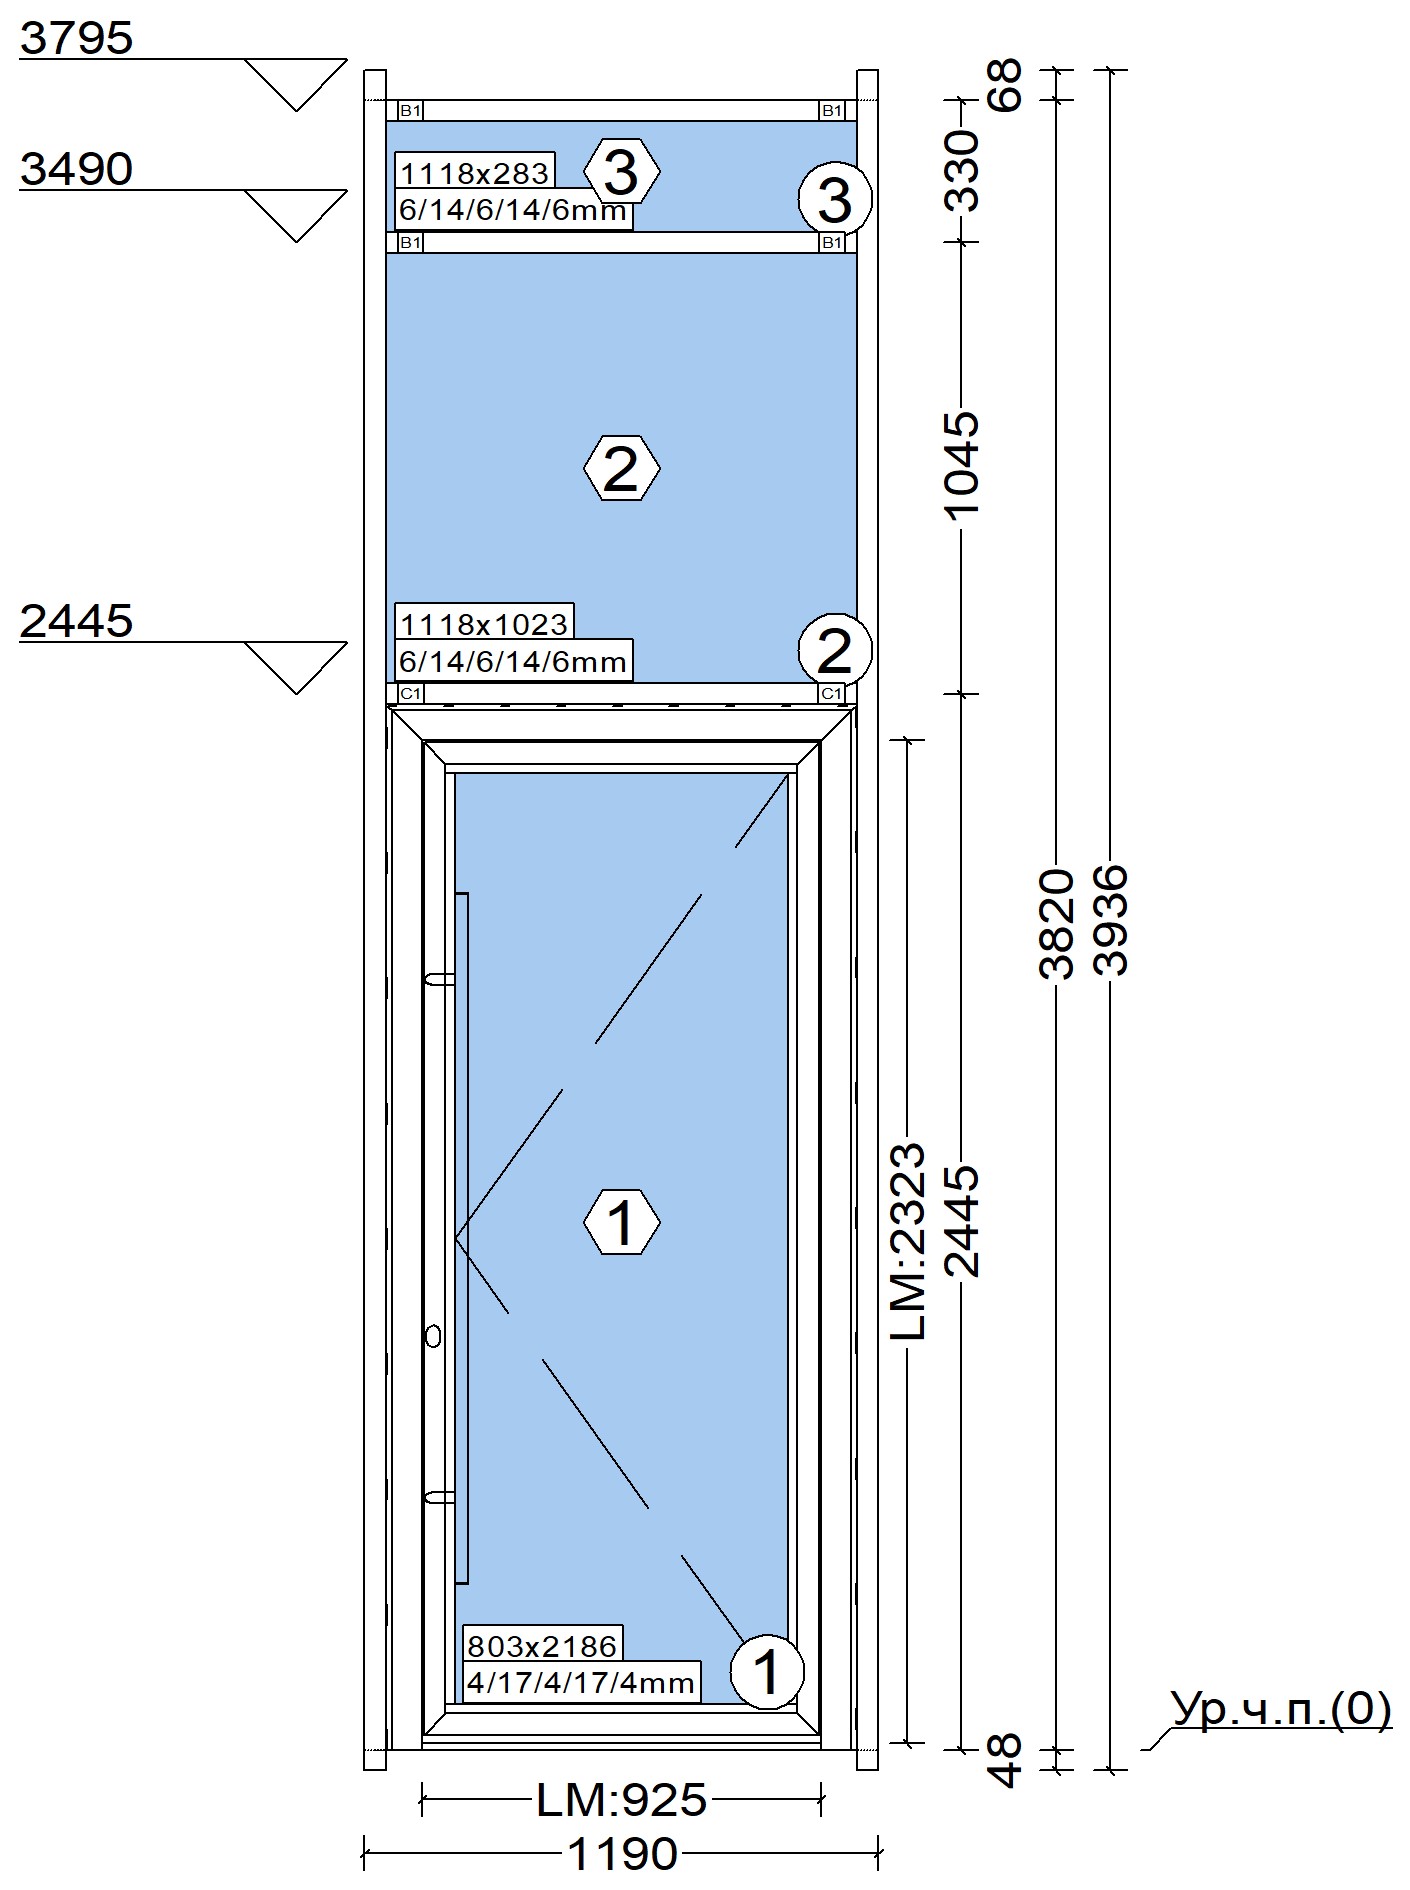 3795
3490
2445
B1
B1
1118x283
6/14/6/14/6mm
3
3
B1
B1
2
1118x1023
6/14/6/14/6mm
2
C1
C1
1
803x2186
4/17/4/17/4mm
1
68
330
1045
2445
LM:2323
3820
3936
48
Ур.ч.п.(0)
LM:925
1190